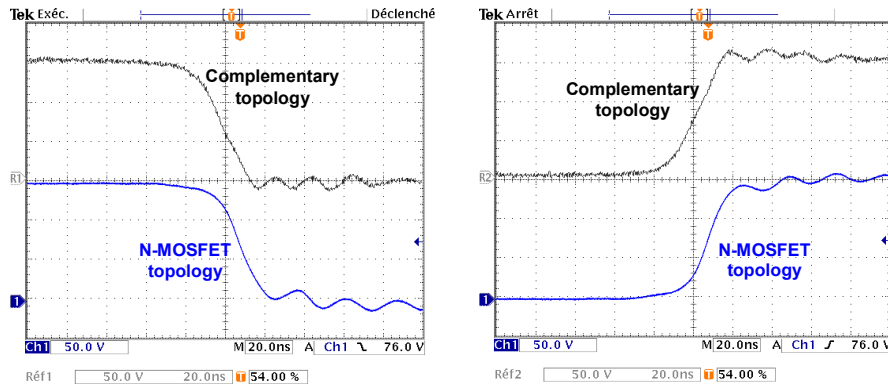 Tek Exéc. Déclenché
T
T
Complementary
topology
R1
N-MOSFET
topology
1
Ch1 50.0 V M 20.0ns A Ch1 76.0 V
Réf1 50.0 V 20.0ns T 54.00 %
Tek Arrêt
T
T
Complementary
topology
R2
N-MOSFET
topology
1
Ch1 50.0 V M 20.0ns A Ch1 76.0 V
Réf2 50.0 V 20.0ns T 54.00 %